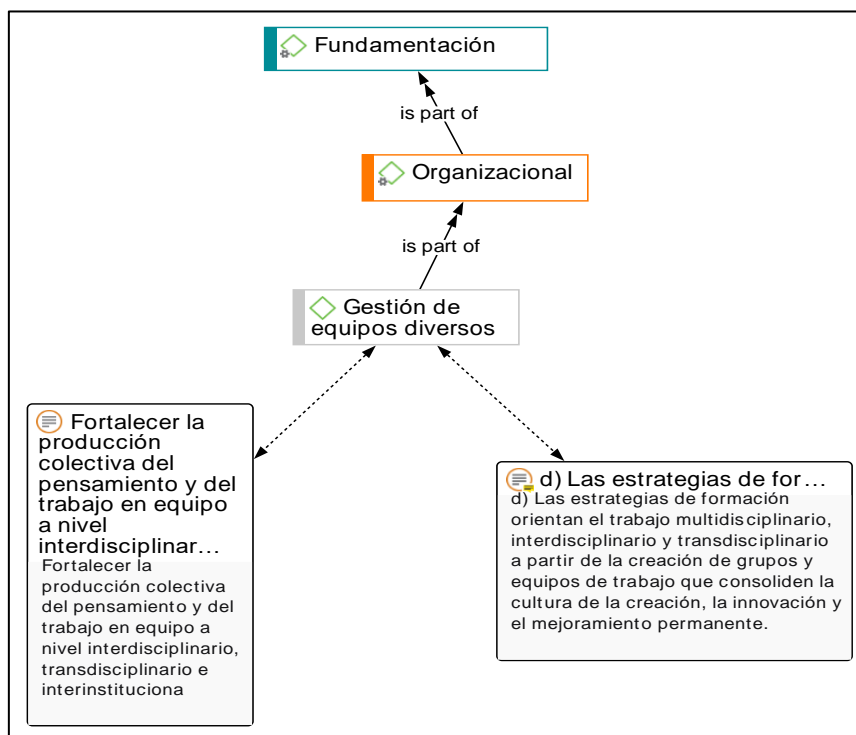 Fundamentación
is part of
Organizacional
is part of
Gestión de
equipos diversos
Fortalecer la
producción
colectiva del
pensamiento y del
trabajo en equipo
a nivel
interdisciplinar…
Fortalecer la
producción colectiva
del pensamiento y del
trabajo en equipo a
nivel interdisciplinario,
transdisciplinario e
interinstituciona
d) Las estrategias de for…
d) Las estrategias de formación
orientan el trabajo multidisciplinario,
interdisciplinario y transdisciplinario
a partir de la creación de grupos y
equipos de trabajo que consoliden la
cultura de la creación, la innovación y
el mejoramiento permanente.